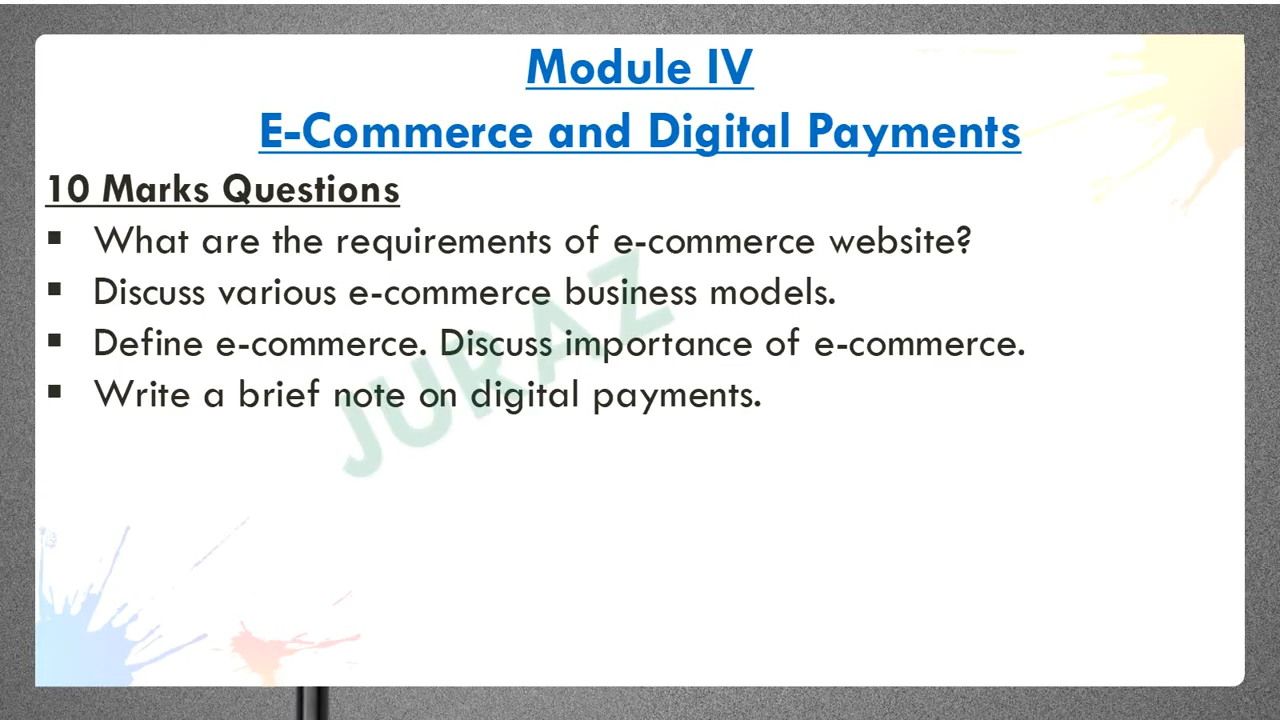 Module IV
E-Commerce and Digital Payments
10 Marks Questions
▪ What are the requirements of e-commerce website?
▪ Discuss various e-commerce business models.
▪ Define e-commerce. Discuss importance of e-commerce.
▪ Write a brief note on digital payments.
JURAZ